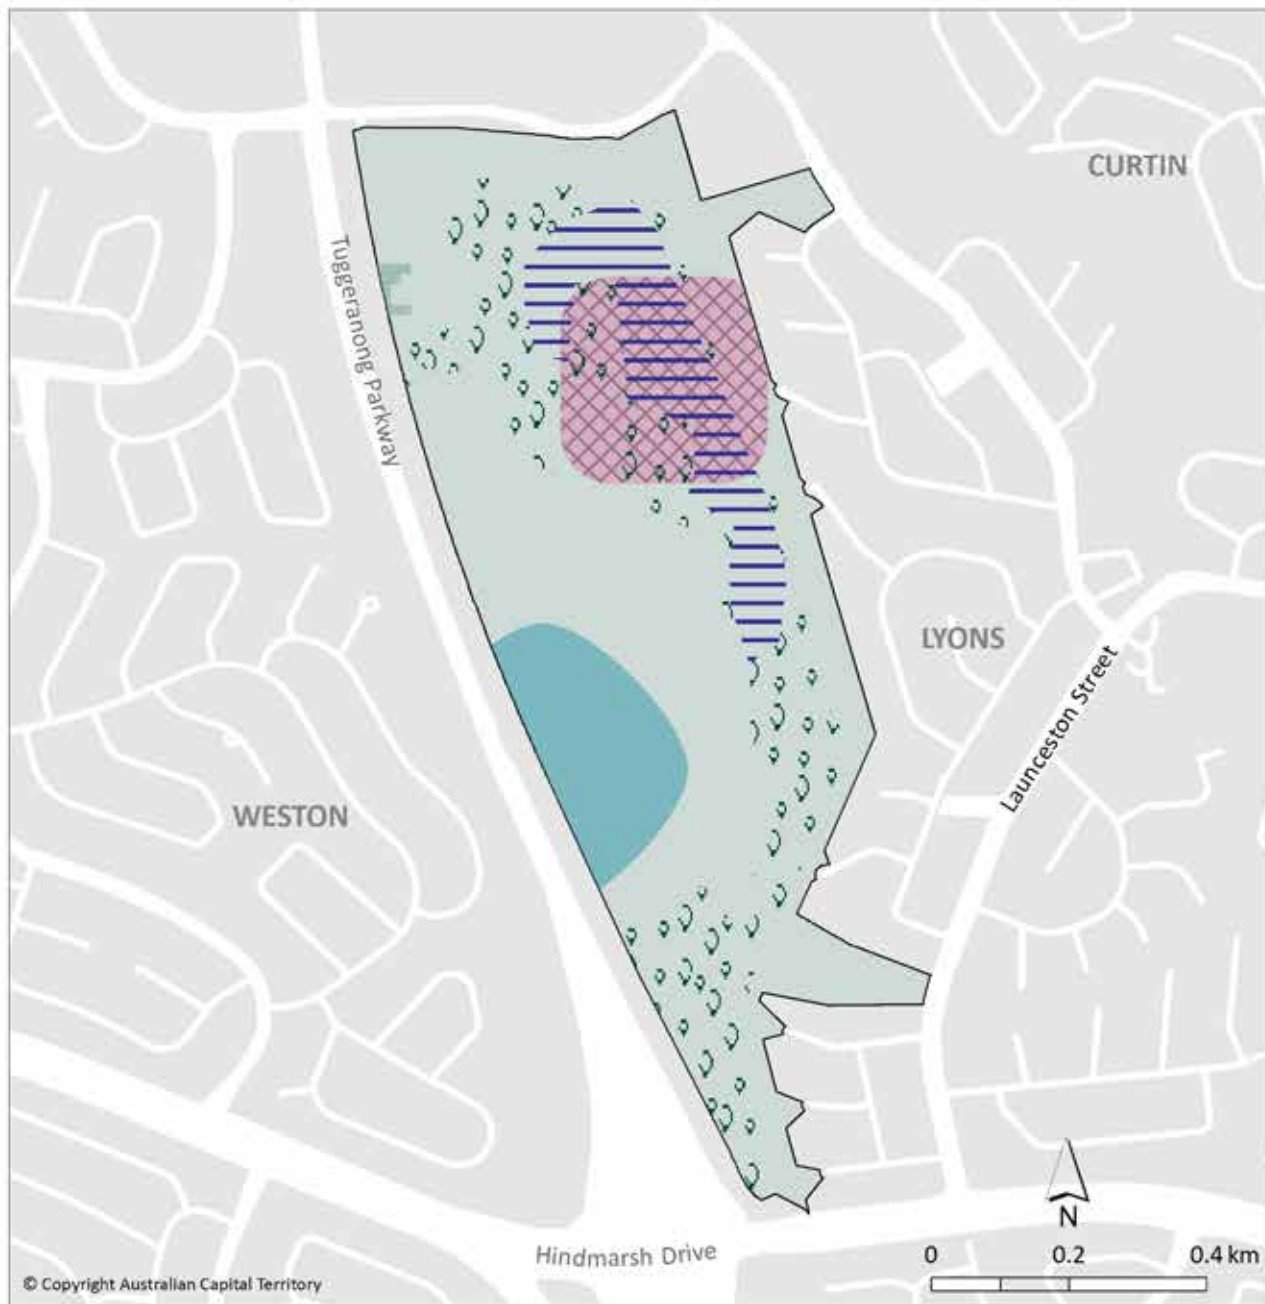 CURTIN
Tuggeranong Parkway
LYONS
Launceston Street
WESTON
N
Hindmarsh Drive
0 0.2 0.4 km
© Copyright Australian Capital Territory